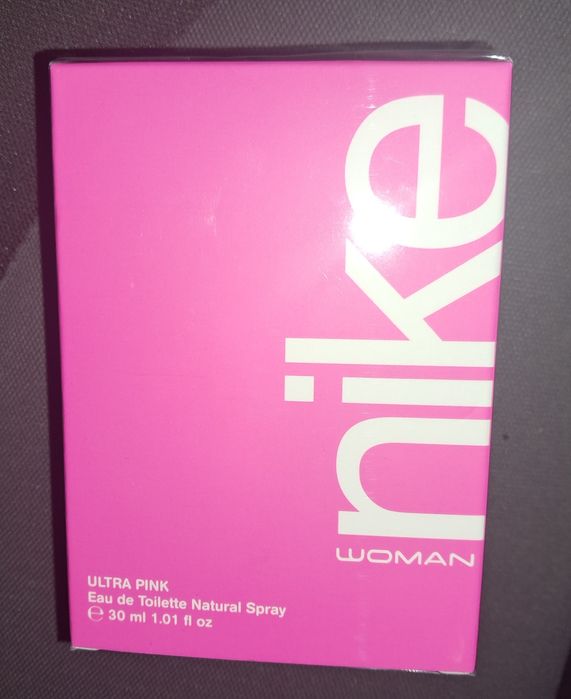 nike
WOMAN
ULTRA PINK
Eau de Toilette Natural Spray
℮ 30 ml 1.01 fl oz